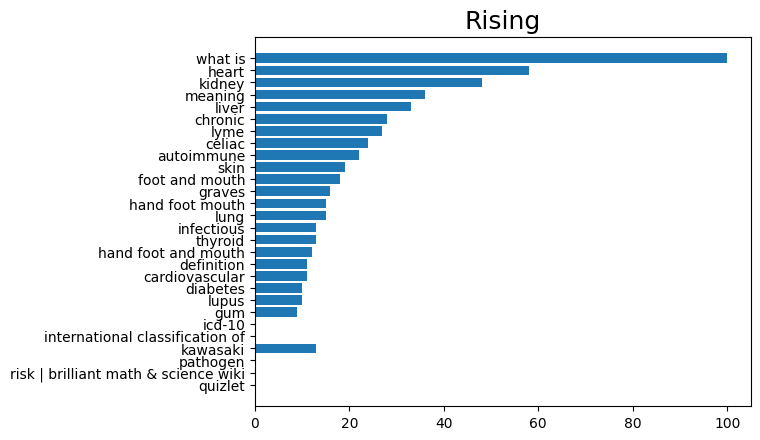 Rising
what is
heart
kidney
meaning
liver
chronic
lyme
celiac
autoimmune
skin
foot and mouth
graves
hand foot mouth
lung
infectious
thyroid
hand foot and mouth
definition
cardiovascular
diabetes
lupus
gum
icd-10
international classification of
kawasaki
pathogen
risk | brilliant math & science wiki
quizlet
0 20 40 60 80 100